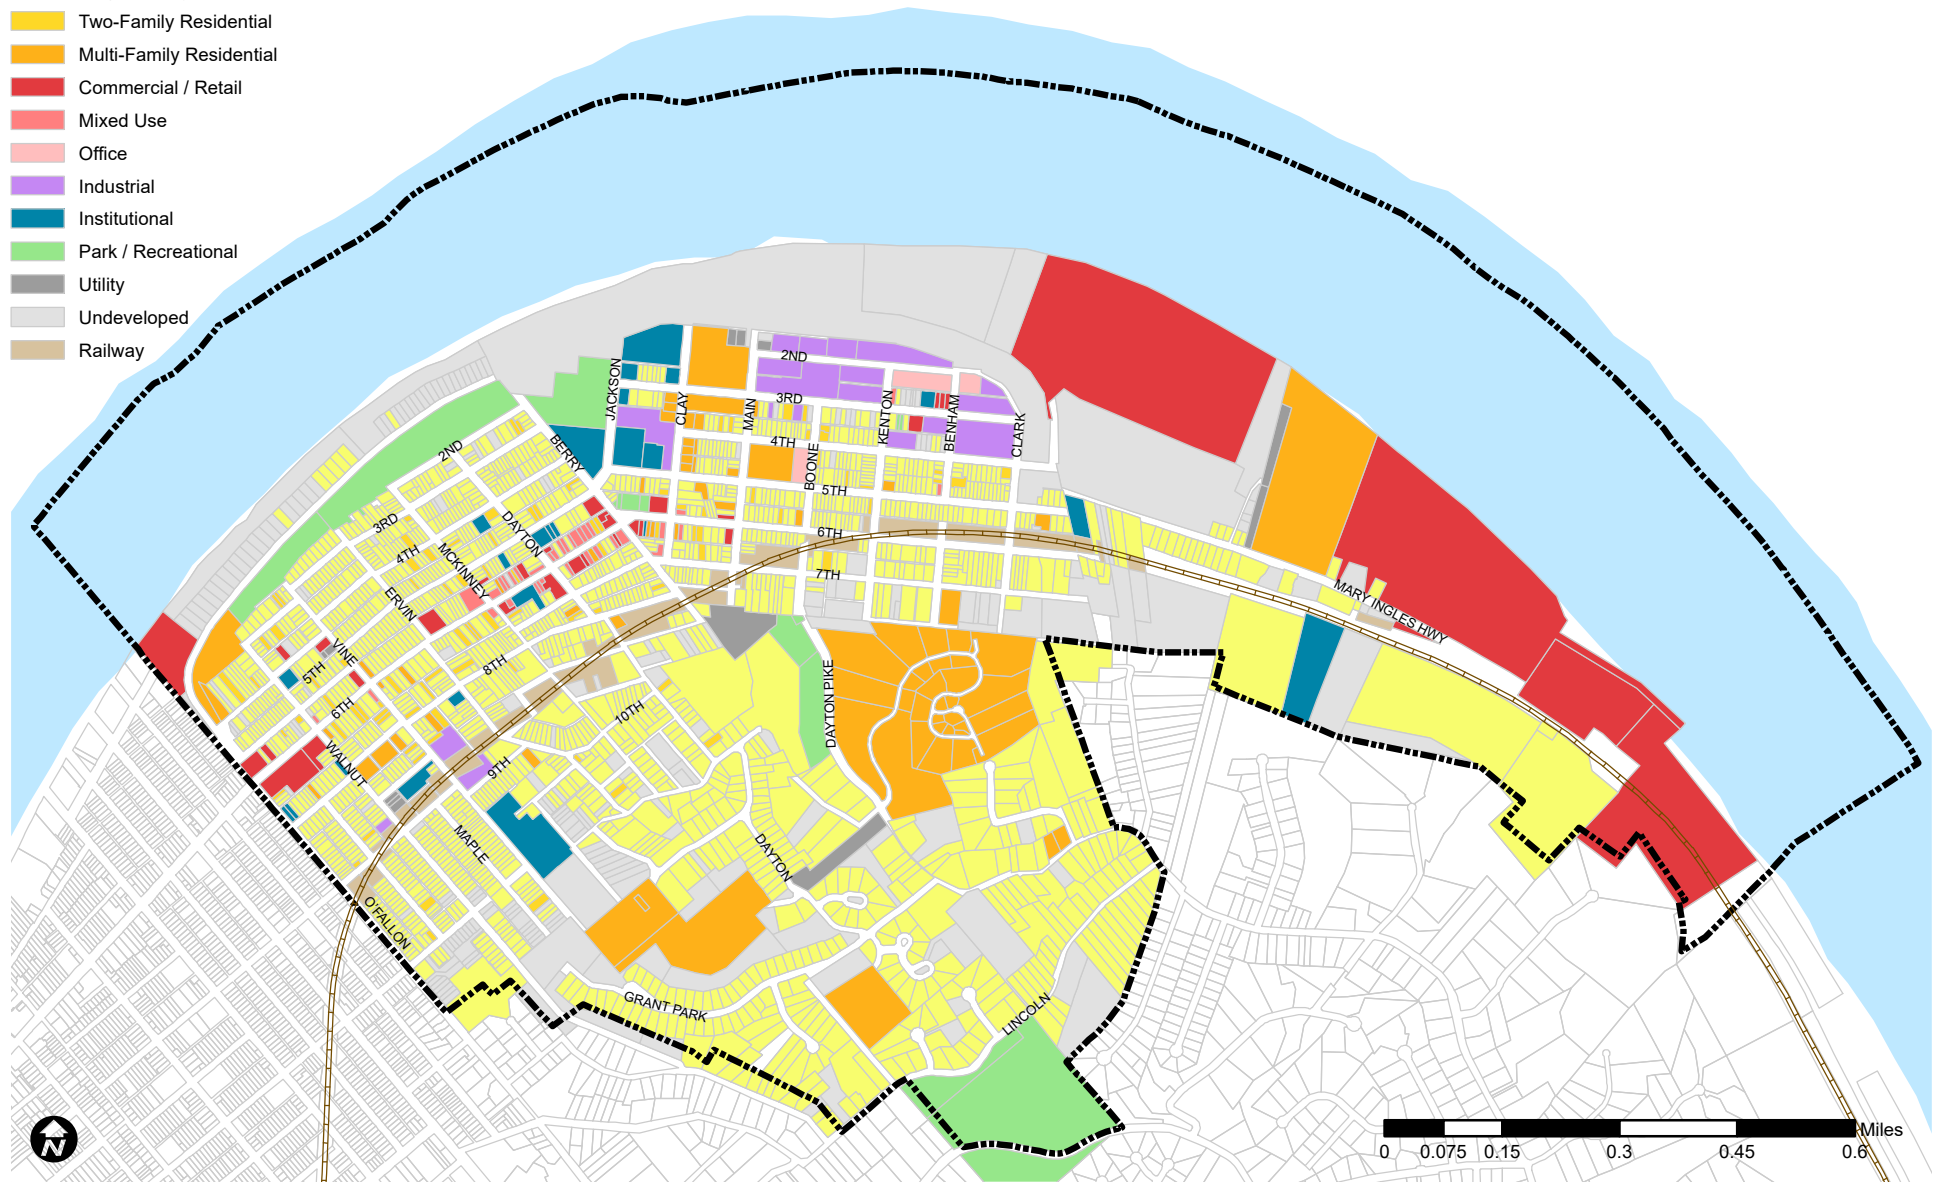 Two-Family Residential
Multi-Family Residential
Commercial / Retail
Mixed Use
Office
Industrial
Institutional
Park / Recreational
Utility
Undeveloped
Railway
2ND
JACKSON
3RD
CLAY
MAIN
KENTON
BENHAM
CLARK
4TH
BOONE
2ND
BERRY
5TH
3RD
DAYTON
6TH
4TH
MCKINNEY
7TH
ERVIN
MARY INGLES HWY
VINE
5TH
8TH
DAYTON PIKE
6TH
10TH
WALNUT
9TH
MAPLE
DAYTON
O'FALLON
GRANT PARK
LINCOLN
N
Miles
0 0.075 0.15 0.3 0.45 0.6